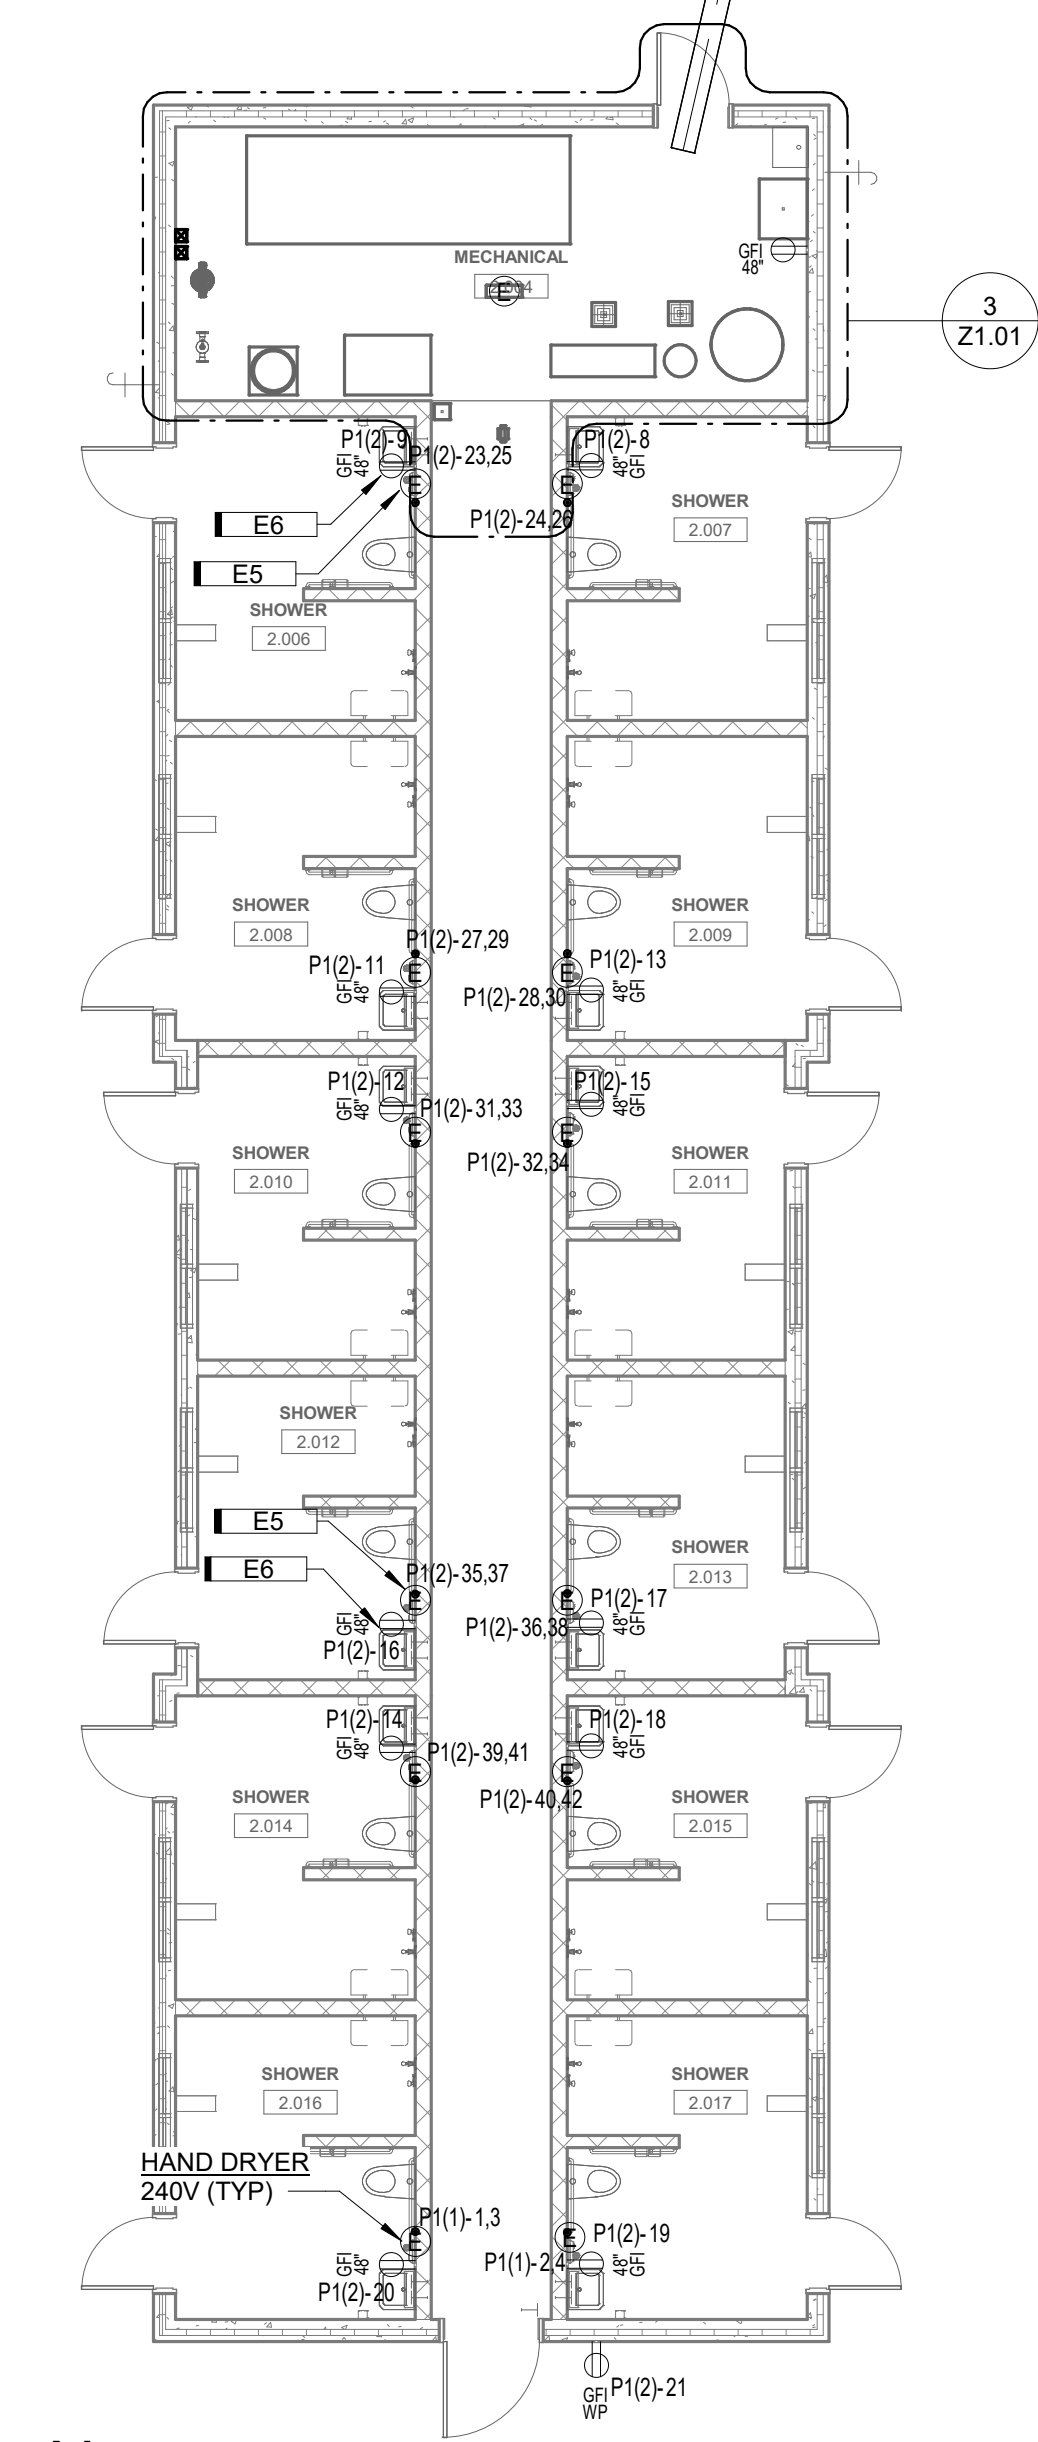 GFI
48"
MECHANICAL
E
3
Z1.01
P1(2)-9
GFI
48"
P1(2)-23,25
E
P1(2)-8
48"
GFI
E
E6
P1(2)-24,26
SHOWER
2.007
E5
SHOWER
2.006
SHOWER
2.008
P1(2)-27,29
P1(2)-11
GFI
48"
E
SHOWER
2.009
P1(2)-13
48"
GFI
E
P1(2)-28,30
P1(2)-12
GFI
48"
P1(2)-31,33
E
P1(2)-15
48"
GFI
E
P1(2)-32,34
SHOWER
2.010
SHOWER
2.011
SHOWER
2.012
E5
E6
P1(2)-35,37
E
GFI
48"
P1(2)-16
SHOWER
2.013
P1(2)-17
E
48"
GFI
P1(2)-36,38
P1(2)-14
GFI
48"
P1(2)-39,41
E
P1(2)-18
48"
GFI
E
P1(2)-40,42
SHOWER
2.014
SHOWER
2.015
SHOWER
2.016
SHOWER
2.017
HAND DRYER
240V (TYP)
P1(1)-1,3
E
GFI
48"
P1(2)-20
P1(2)-19
E
P1(1)-2,4
48"
GFI
P1(2)-21
GFI
WP